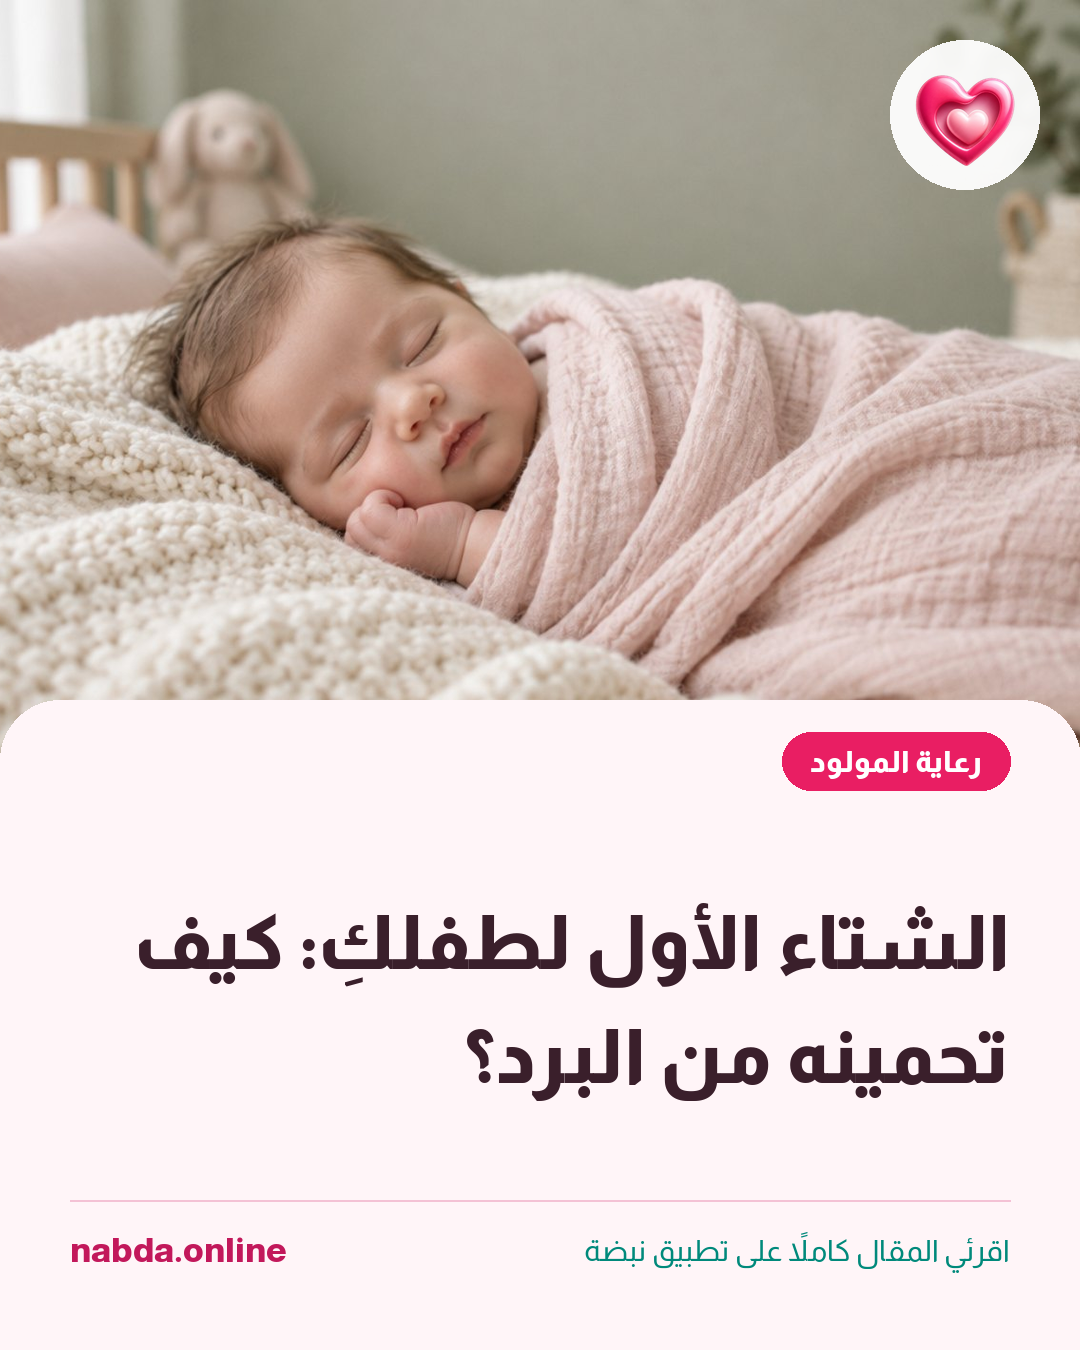 رعاية المولود
الشتاء الأول لطفلكِ: كيف
تحمينه من البرد؟
اقرئي المقال كاملًا على تطبيق نبضة
nabda.online